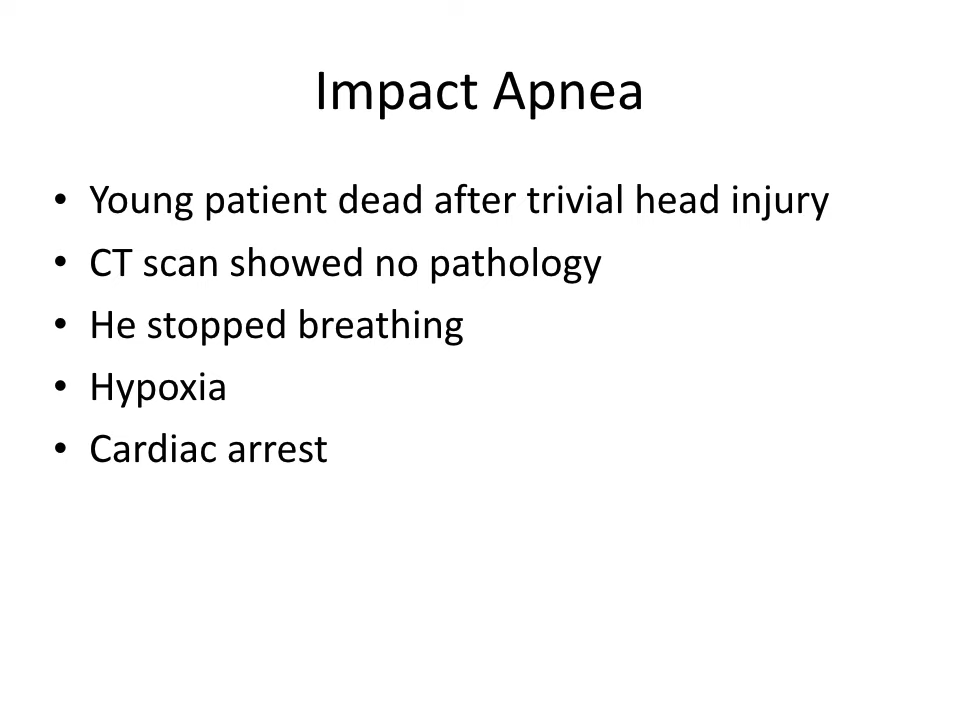 Impact Apnea
• Young patient dead after trivial head injury
• CT scan showed no pathology
• He stopped breathing
• Hypoxia
• Cardiac arrest